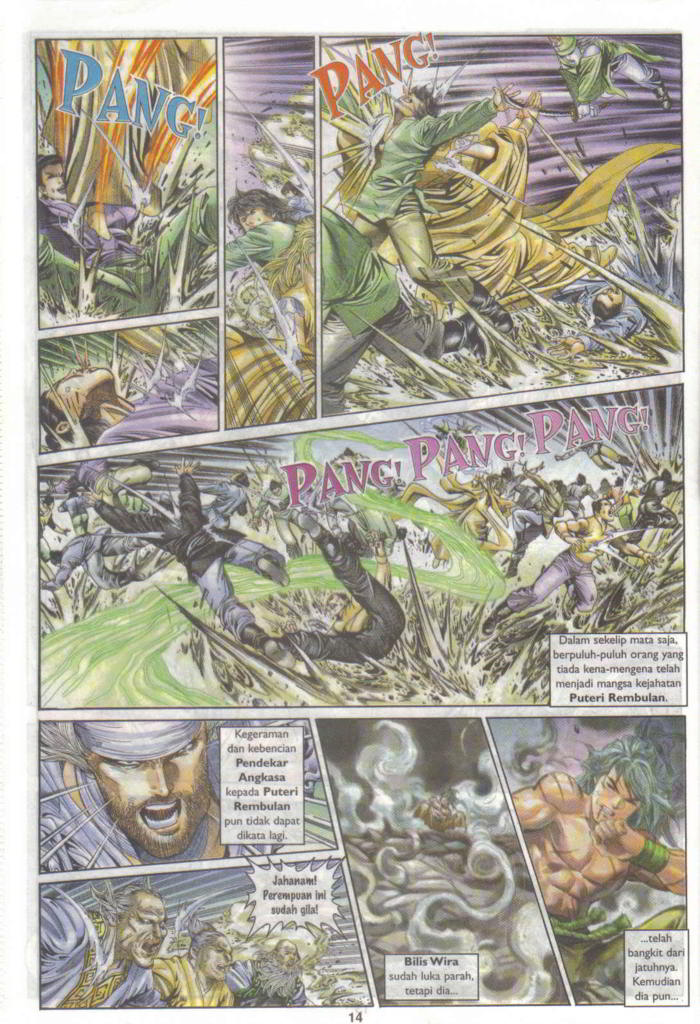 PANG!
PANG!
PANG! PANG! PANG!
Dalam sekelip mata saja,
berpuluh-puluh orang yang
tiada kena-mengena telah
menjadi mangsa kejahatan
Puteri Rembulan.
Kegeraman
dan kebencian
Pendekar
Angkasa
kepada Puteri
Rembulan
pun tidak dapat
dikata lagi.
Jahanam!
Perempuan ini
sudah gila!
Bilis Wira
sudah luka parah,
tetapi dia...
...telah
bangkit dari
jatuhnya.
Kemudian
dia pun...
14